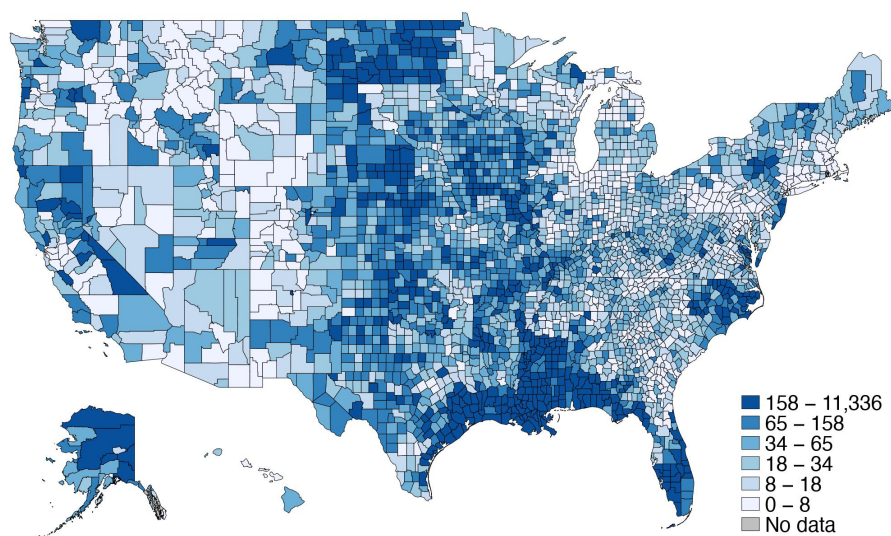 158 – 11,336
65 – 158
34 – 65
18 – 34
8 – 18
0 – 8
No data